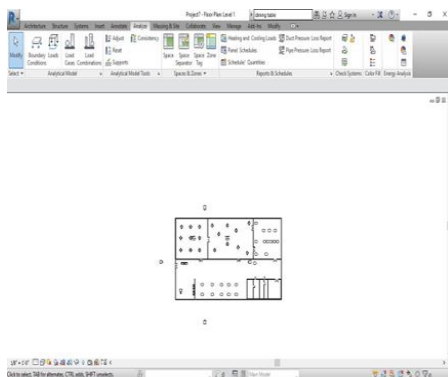 Project7 - Floor Plan: Level 1
dining table
Sign In
Architecture Structure Systems Insert Annotate Analyze Massing & Site Collaborate View Manage Add-Ins Modify
Modify
Boundary Conditions
Loads
Load Cases
Load Combinations
Adjust
Reset
Supports
Consistency
Space
Space Separator
Space Tag
Zone
Heating and Cooling Loads
Panel Schedules
Schedule/ Quantities
Duct Pressure Loss Report
Pipe Pressure Loss Report
Select
Analytical Model
Analytical Model Tools
Spaces & Zones
Reports & Schedules
Check Systems
Color Fill
Energy Analysis
Click to select, TAB for alternates, CTRL adds, SHIFT unselects.
Main Model